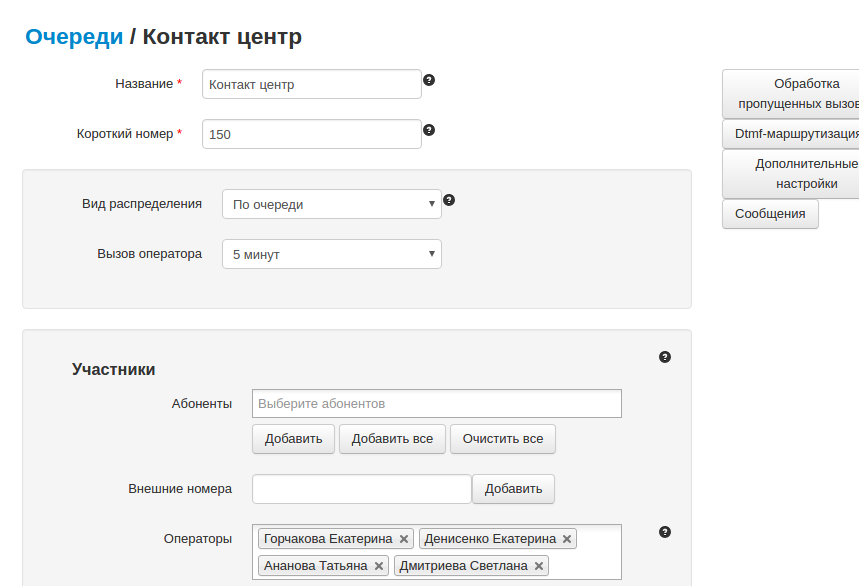 Очереди / Контакт центр
Название *
Контакт центр
Короткий номер *
150
Обработка
пропущенных вызов
Dtmf-маршрутизация
Дополнительные
настройки
Сообщения
Вид распределения
По очереди
Вызов оператора
5 минут
Участники
Абоненты
Выберите абонентов
Добавить
Добавить все
Очистить все
Внешние номера
Добавить
Операторы
Горчакова Екатерина
Денисенко Екатерина
Ананова Татьяна
Дмитриева Светлана